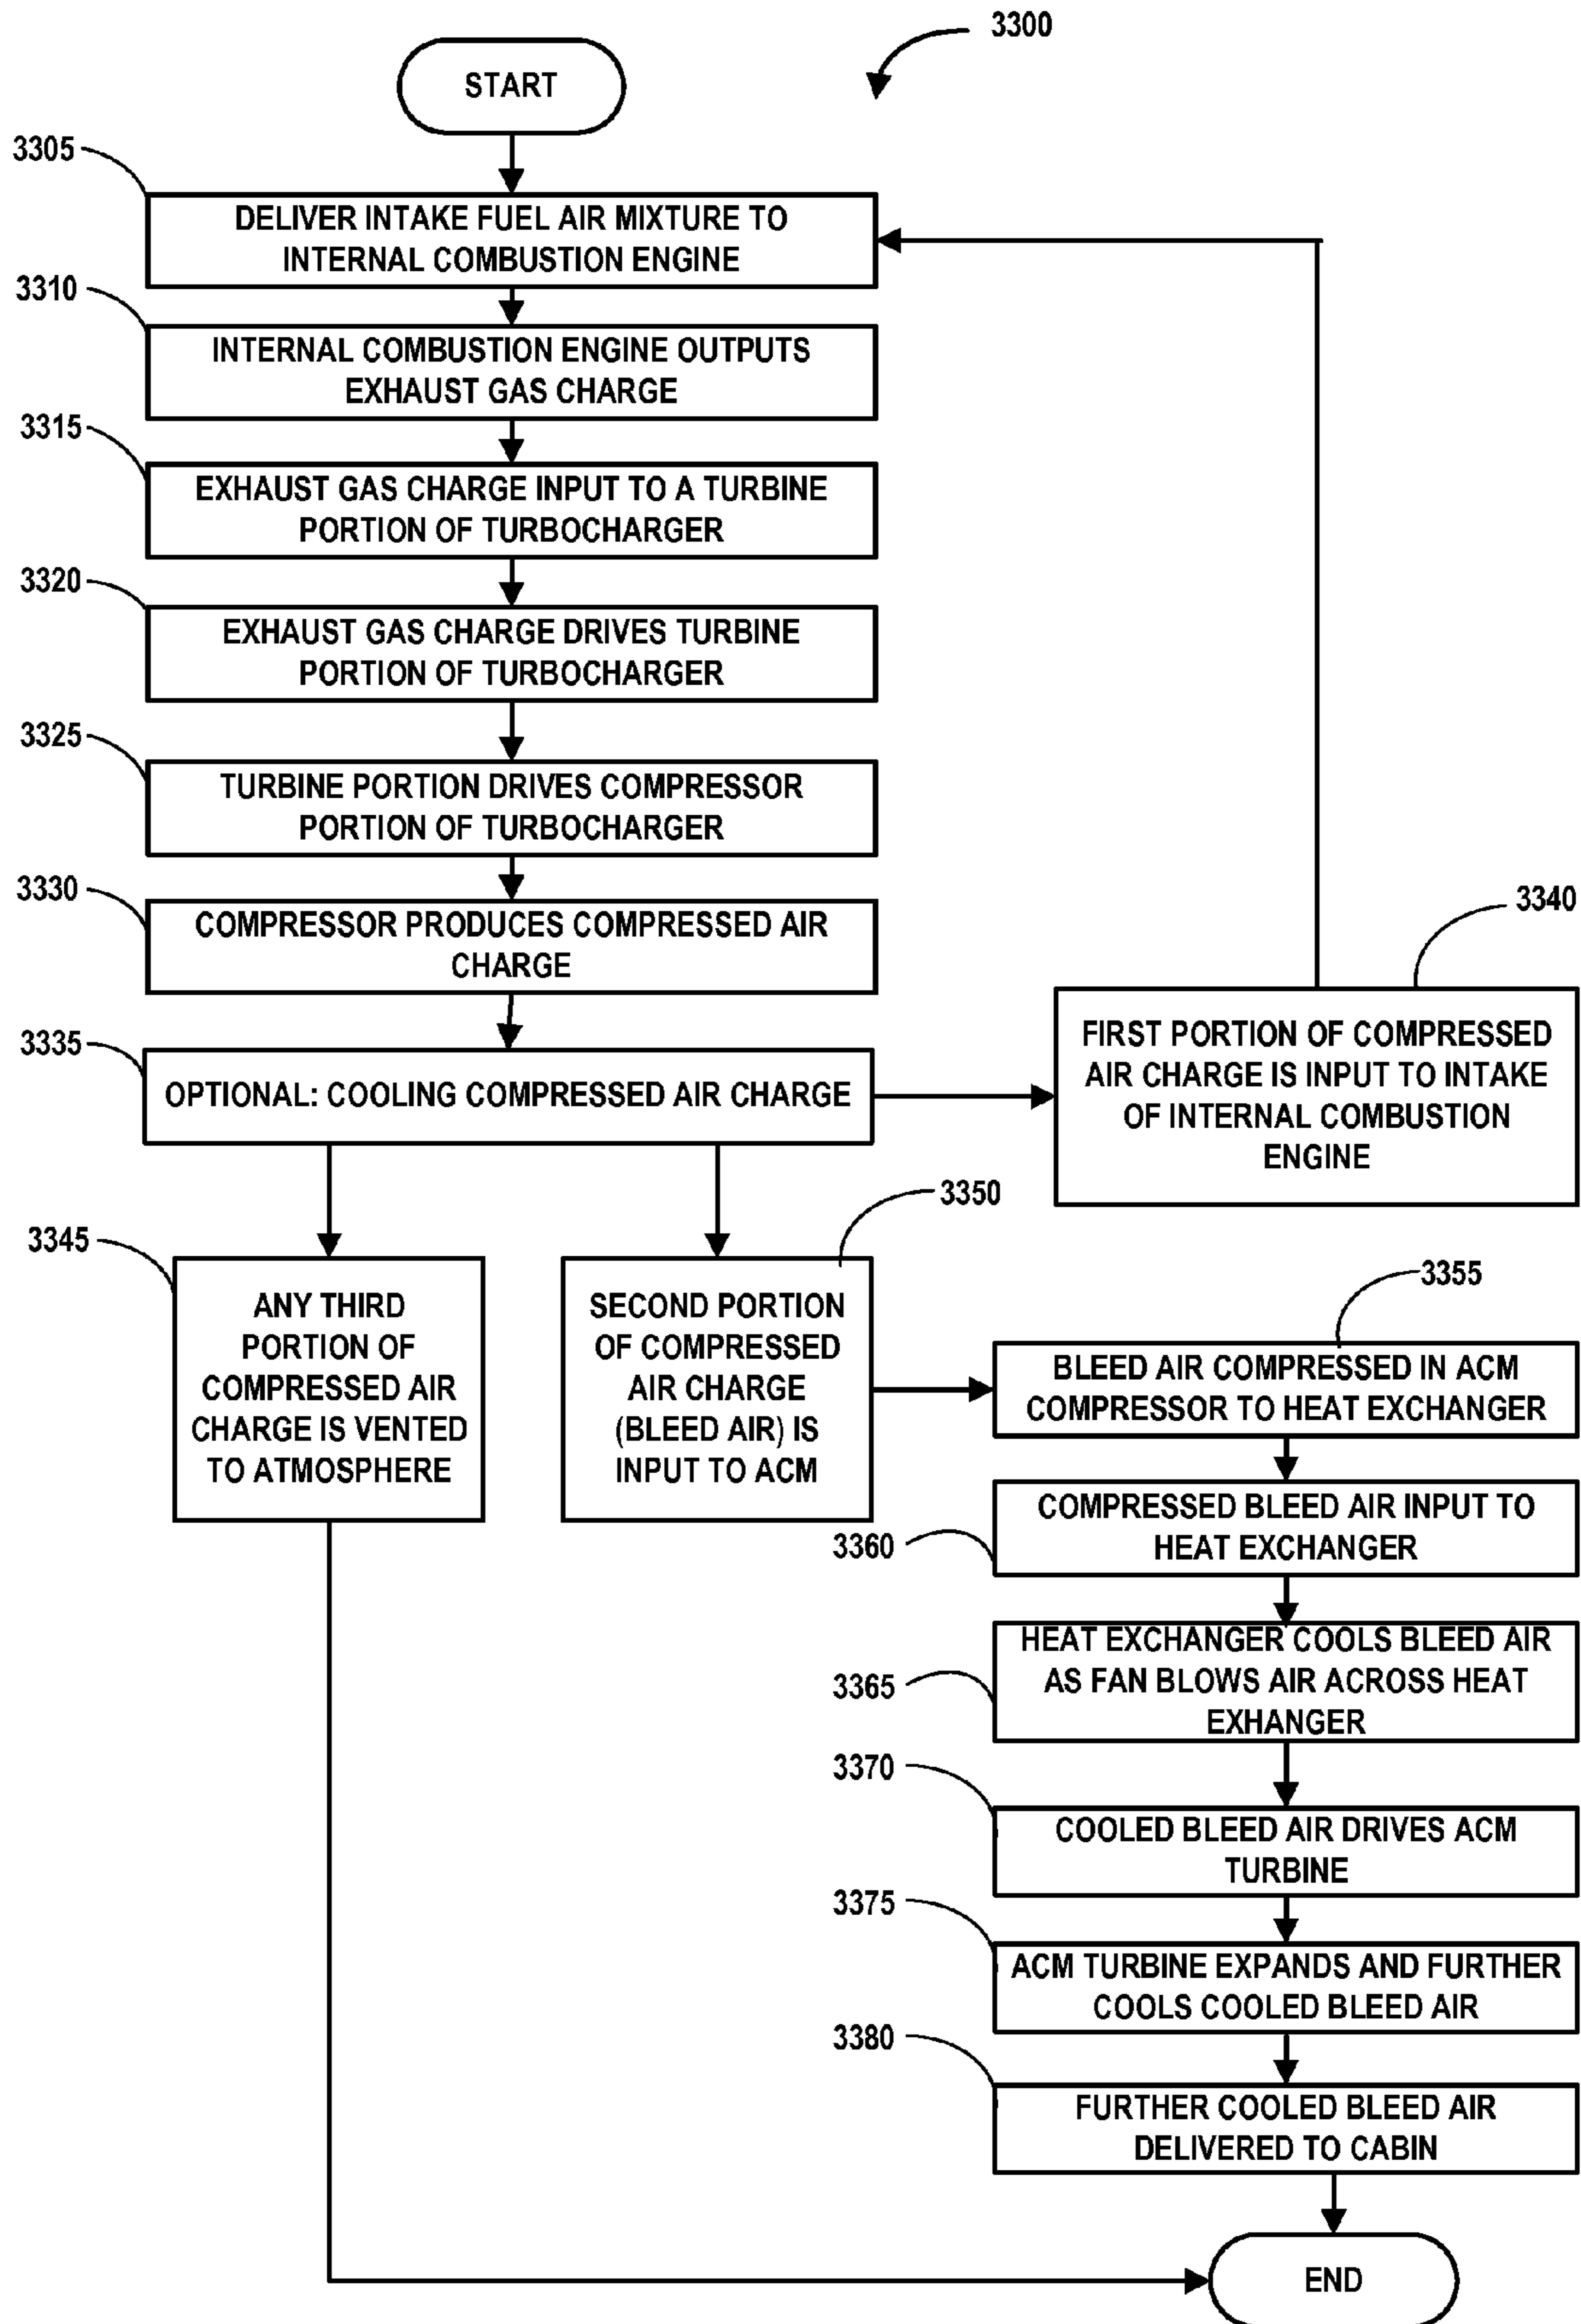 3300
START
3305
DELIVER INTAKE FUEL AIR MIXTURE TO
INTERNAL COMBUSTION ENGINE
3310
INTERNAL COMBUSTION ENGINE OUTPUTS
EXHAUST GAS CHARGE
3315
EXHAUST GAS CHARGE INPUT TO A TURBINE
PORTION OF TURBOCHARGER
3320
EXHAUST GAS CHARGE DRIVES TURBINE
PORTION OF TURBOCHARGER
3325
TURBINE PORTION DRIVES COMPRESSOR
PORTION OF TURBOCHARGER
3330
COMPRESSOR PRODUCES COMPRESSED AIR
CHARGE
3335
OPTIONAL: COOLING COMPRESSED AIR CHARGE
3340
FIRST PORTION OF COMPRESSED
AIR CHARGE IS INPUT TO INTAKE
OF INTERNAL COMBUSTION
ENGINE
3345
ANY THIRD
PORTION OF
COMPRESSED AIR
CHARGE IS VENTED
TO ATMOSPHERE
3350
SECOND PORTION
OF COMPRESSED
AIR CHARGE
(BLEED AIR) IS
INPUT TO ACM
3355
BLEED AIR COMPRESSED IN ACM
COMPRESSOR TO HEAT EXCHANGER
3360
COMPRESSED BLEED AIR INPUT TO
HEAT EXCHANGER
3365
HEAT EXCHANGER COOLS BLEED AIR
AS FAN BLOWS AIR ACROSS HEAT
EXHANGER
3370
COOLED BLEED AIR DRIVES ACM
TURBINE
3375
ACM TURBINE EXPANDS AND FURTHER
COOLS COOLED BLEED AIR
3380
FURTHER COOLED BLEED AIR
DELIVERED TO CABIN
END